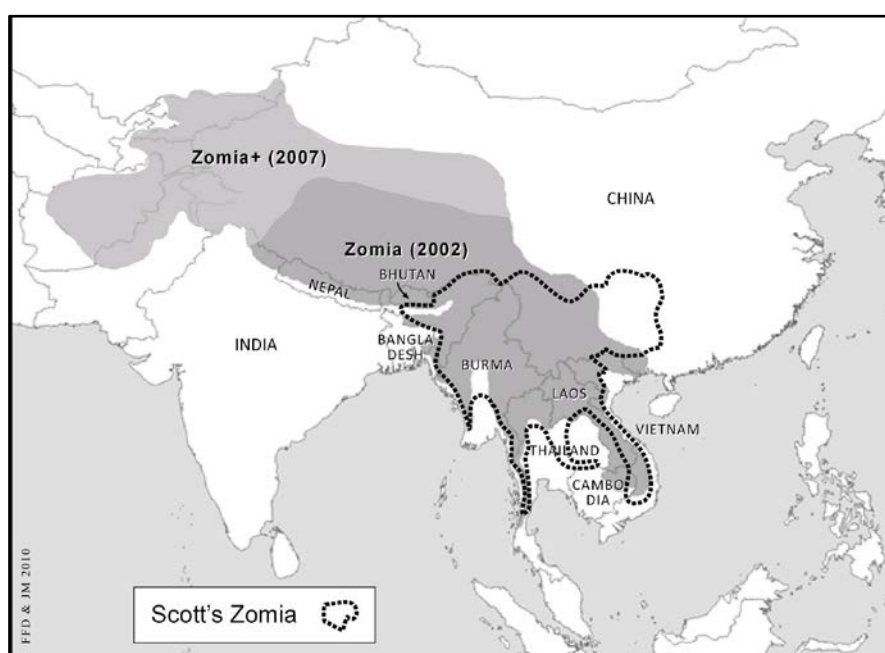 Zomia+ (2007)
CHINA
Zomia (2002)
BHUTAN
NEPAL
INDIA
BANGLA
DESH
BURMA
LAOS
VIETNAM
THAILAND
CAMBO
DIA
FFD & JM 2010
Scott's Zomia